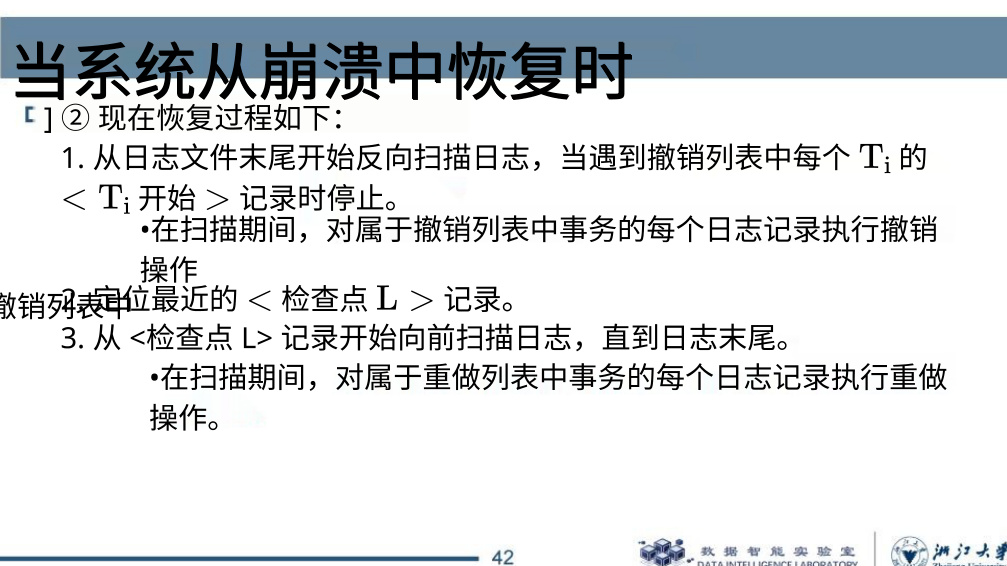 当系统从崩溃中恢复时
] ② 现在恢复过程如下：
1. 从日志文件末尾开始反向扫描日志，当遇到撤销列表中每个 Ti 的
< Ti 开始 > 记录时停止。
•在扫描期间，对属于撤销列表中事务的每个日志记录执行撤销
操作
撤销列表中
2. 定位最近的 < 检查点 L > 记录。
3. 从 <检查点 L> 记录开始向前扫描日志，直到日志末尾。
•在扫描期间，对属于重做列表中事务的每个日志记录执行重做
操作。
42
数据智能实验室
DATA INTELLIGENCE LABORATORY
浙江大学